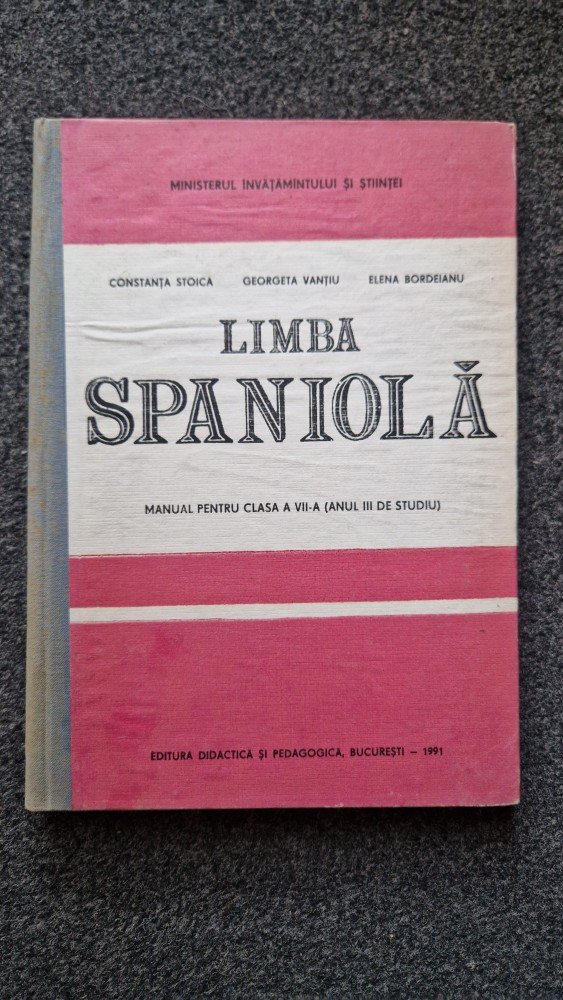 MINISTERUL ÎNVĂȚĂMÎNTULUI ȘI ȘTIINȚEI
CONSTANȚA STOICA GEORGETA VANȚIU ELENA BORDEIANU
LIMBA
SPANIOLĂ
MANUAL PENTRU CLASA A VII-A (ANUL III DE STUDIU)
EDITURA DIDACTICĂ ȘI PEDAGOGICĂ, BUCUREȘTI – 1991